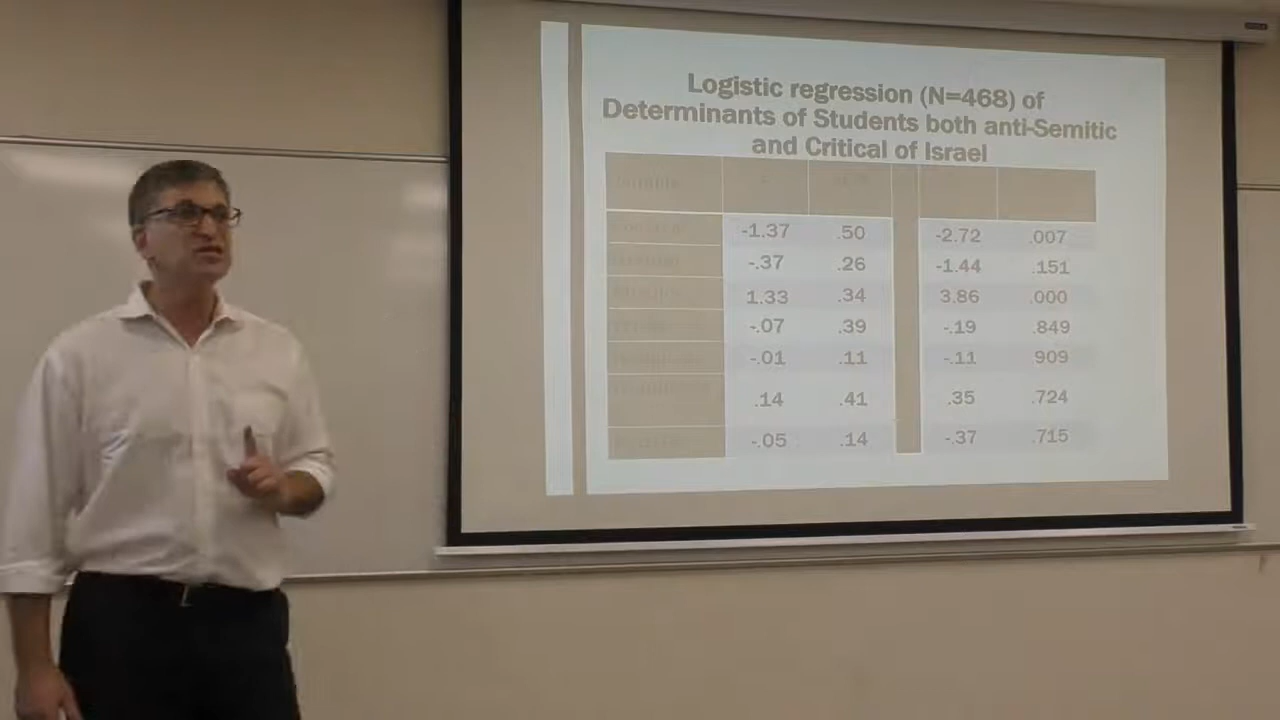 Logistic regression (N=468) of
Determinants of Students both anti-Semitic
and Critical of Israel
-1.37 .50 -2.72 .007
-.37 .26 -1.44 .151
1.33 .34 3.86 .000
-.07 .39 -.19 .849
-.01 .11 -.11 909
.14 .41 .35 .724
-.05 .14 -.37 .715